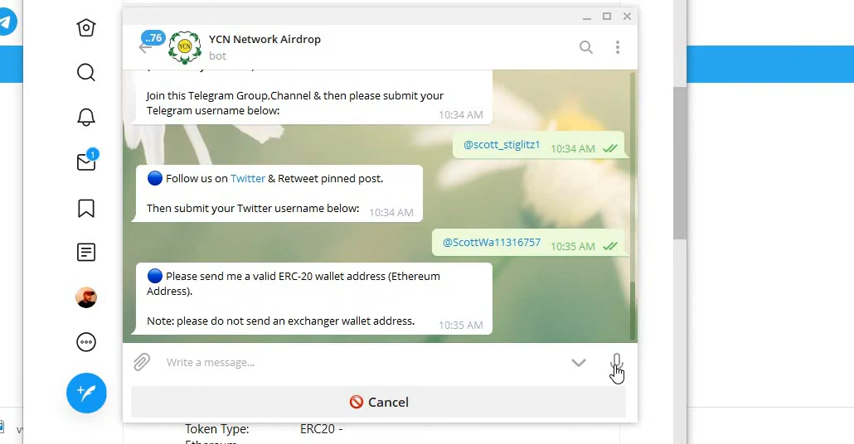 ..76
YCN
YCN Network Airdrop
bot
Join this Telegram Group,Channel & then please submit your
Telegram username below:
10:34 AM
@scott_stiglitz1
10:34 AM
Follow us on Twitter & Retweet pinned post.
Then submit your Twitter username below:
10:34 AM
@ScottWa11316757
10:35 AM
Please send me a valid ERC-20 wallet address (Ethereum
Address).
Note: please do not send an exchanger wallet address.
10:35 AM
1
Write a message...
Cancel
Token Type: ERC20 -